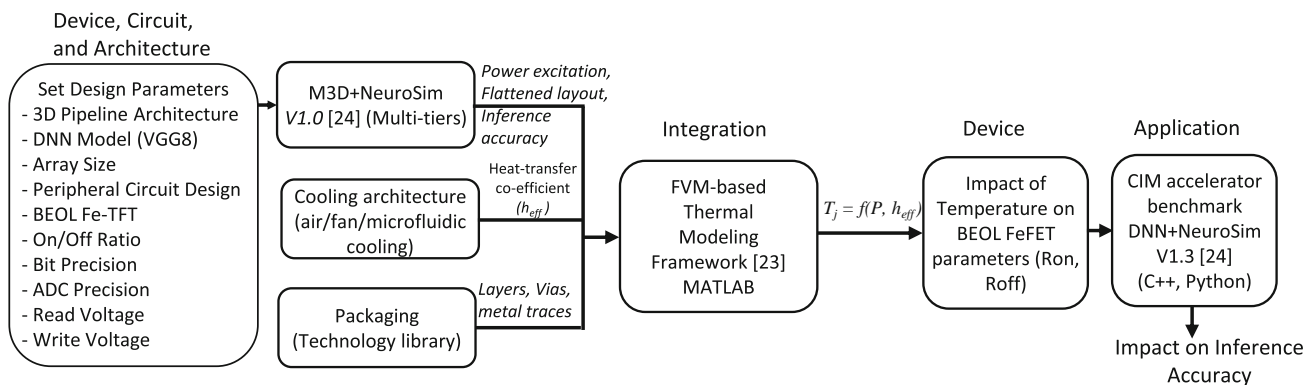 Device, Circuit,
and Architecture
Set Design Parameters
- 3D Pipeline Architecture
- DNN Model (VGG8)
- Array Size
- Peripheral Circuit Design
- BEOL Fe-TFT
- On/Off Ratio
- Bit Precision
- ADC Precision
- Read Voltage
- Write Voltage
M3D+NeuroSim
V1.0 [24] (Multi-tiers)
Power excitation,
Flattened layout,
Inference
accuracy
Cooling architecture
(air/fan/microfluidic
cooling)
Heat-transfer
co-efficient
(h_eff)
Packaging
(Technology library)
Layers, Vias,
metal traces
Integration
FVM-based
Thermal
Modeling
Framework [23]
MATLAB
T_j = f(P, h_eff)
Device
Impact of
Temperature on
BEOL FeFET
parameters (Ron,
Roff)
Application
CIM accelerator
benchmark
DNN+NeuroSim
V1.3 [24]
(C++, Python)
Impact on Inference
Accuracy